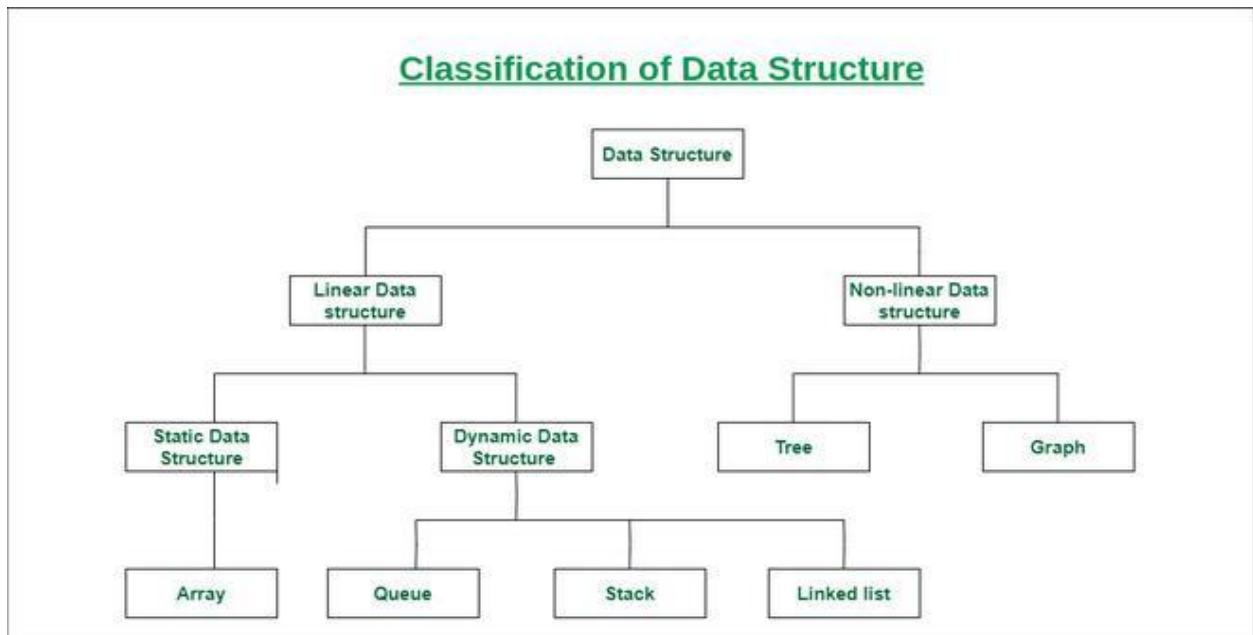 Classification of Data Structure
Data Structure
Linear Data
structure
Non-linear Data
structure
Static Data
Structure
Dynamic Data
Structure
Tree
Graph
Array
Queue
Stack
Linked list